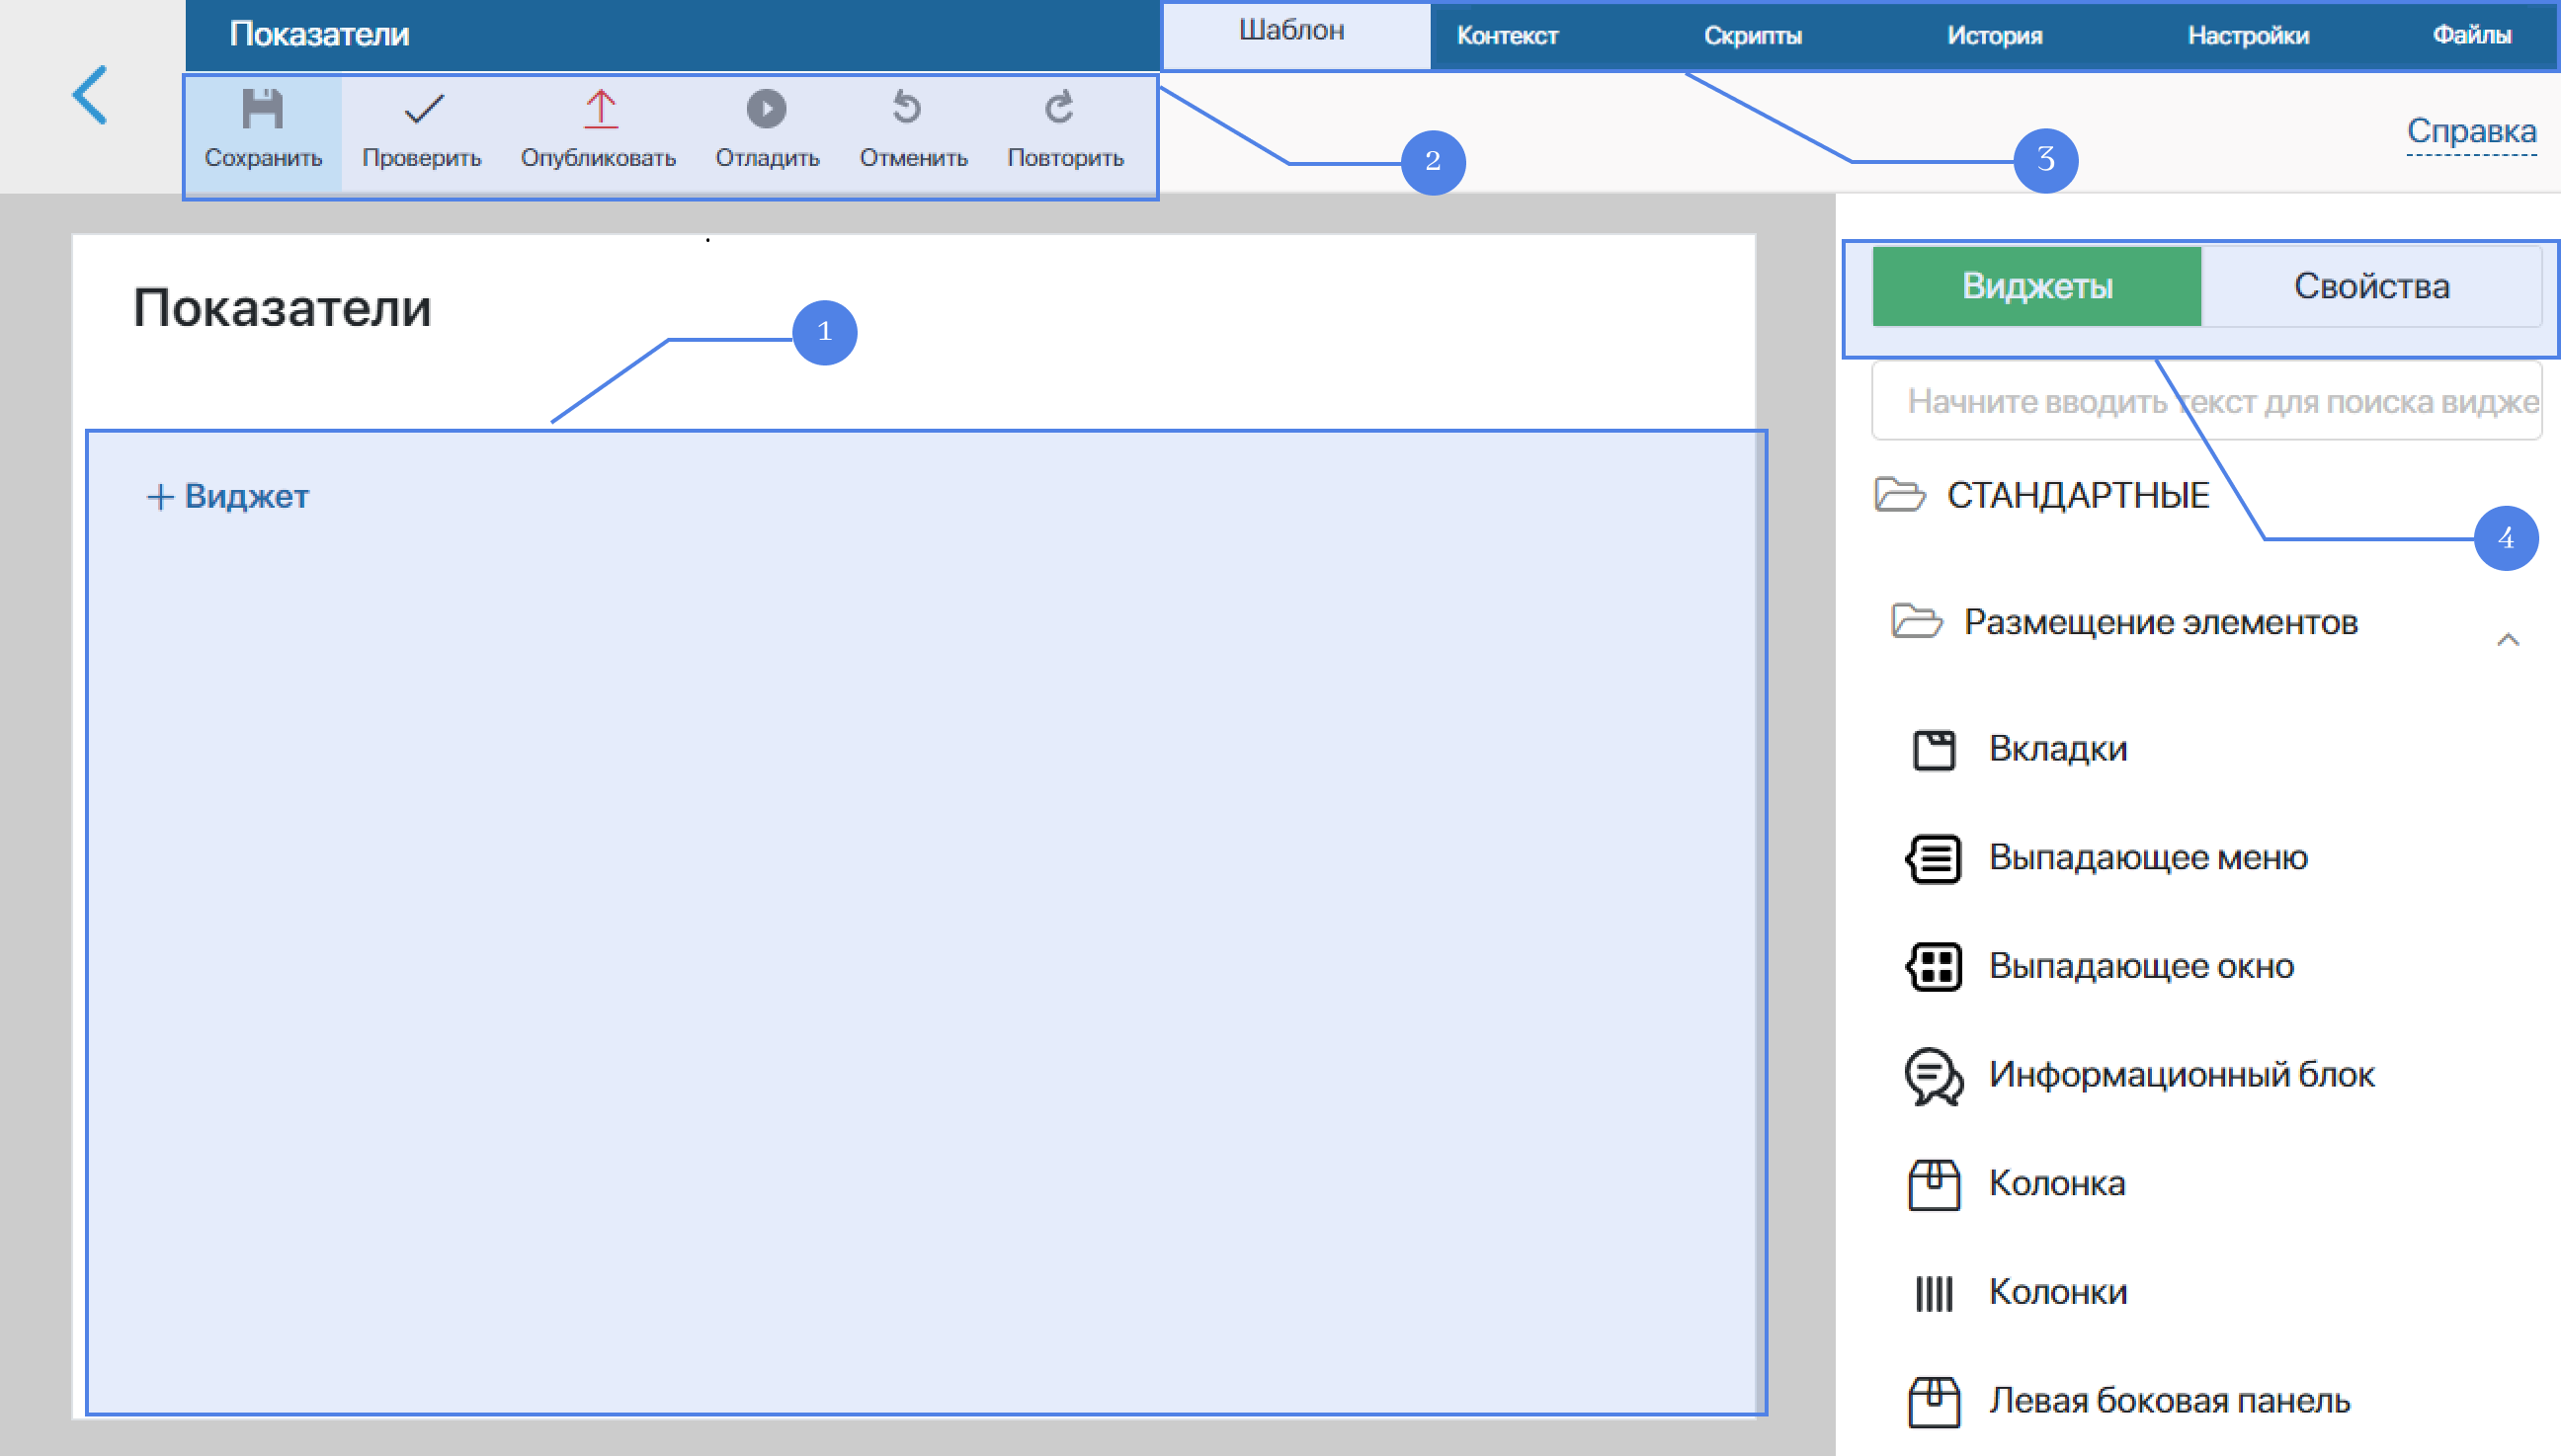 Показатели
Шаблон
Контекст
Скрипты
История
Настройки
Файлы
Сохранить
Проверить
Опубликовать
Отладить
Отменить
Повторить
2
3
Справка
Показатели
1
+ Виджет
Виджеты
Свойства
Начните вводить текст для поиска видже
СТАНДАРТНЫЕ
4
Размещение элементов
Вкладки
Выпадающее меню
Выпадающее окно
Информационный блок
Колонка
Колонки
Левая боковая панель